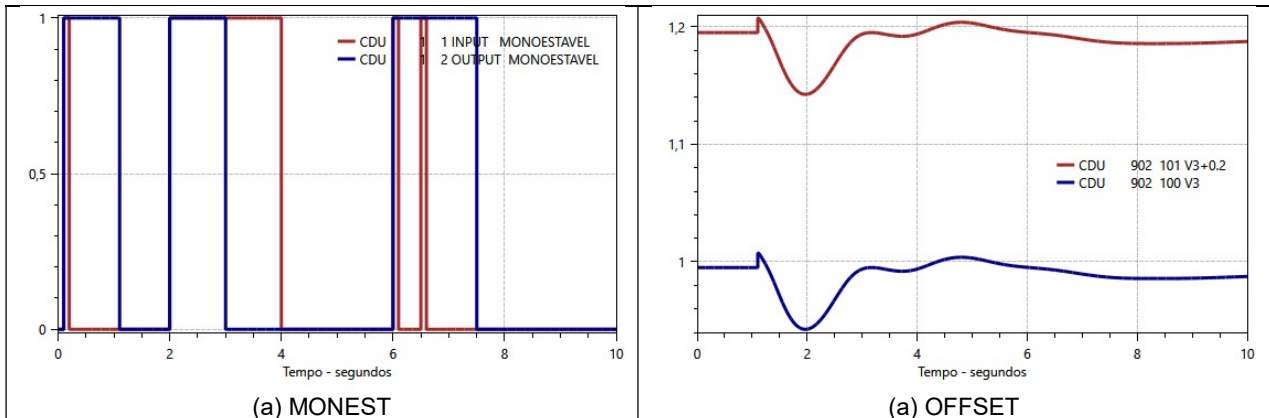 1
CDU 1 1 INPUT MONOESTAVEL
CDU 1 2 OUTPUT MONOESTAVEL
0,5
0
0 2 4 6 8 10
Tempo - segundos
(a) MONEST
1,2
1,1
CDU 902 101 V3+0.2
CDU 902 100 V3
1
0 2 4 6 8 10
Tempo - segundos
(a) OFFSET